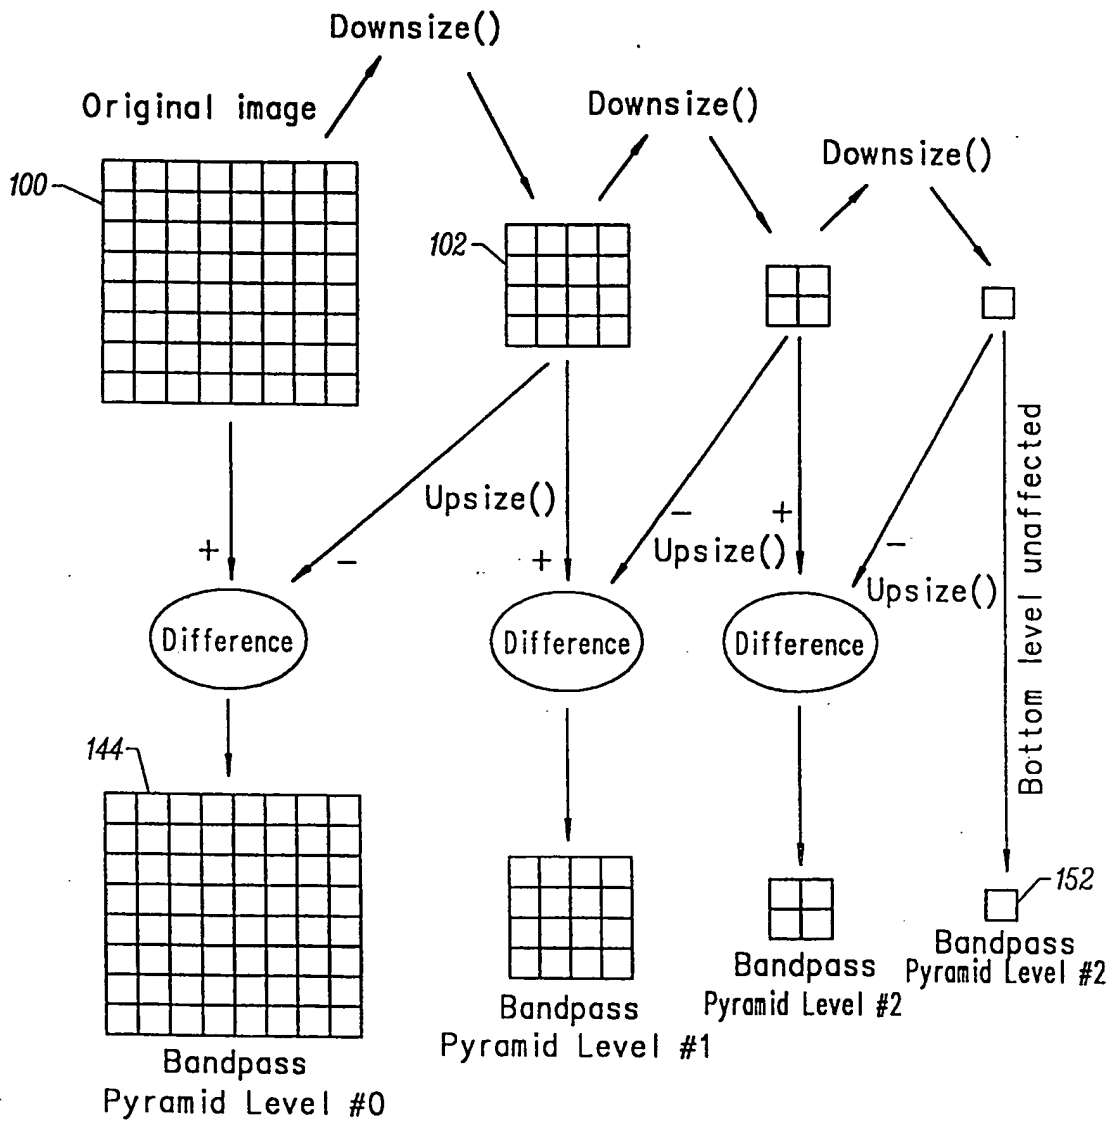 Downsize()
Original image
Downsize()
Downsize()
100
102
Upsize()
Upsize()
Upsize()
+
−
+
−
+
−
Bottom level unaffected
Difference
Difference
Difference
144
152
Bandpass
Pyramid Level #0
Bandpass
Pyramid Level #1
Bandpass
Pyramid Level #2
Bandpass
Pyramid Level #2